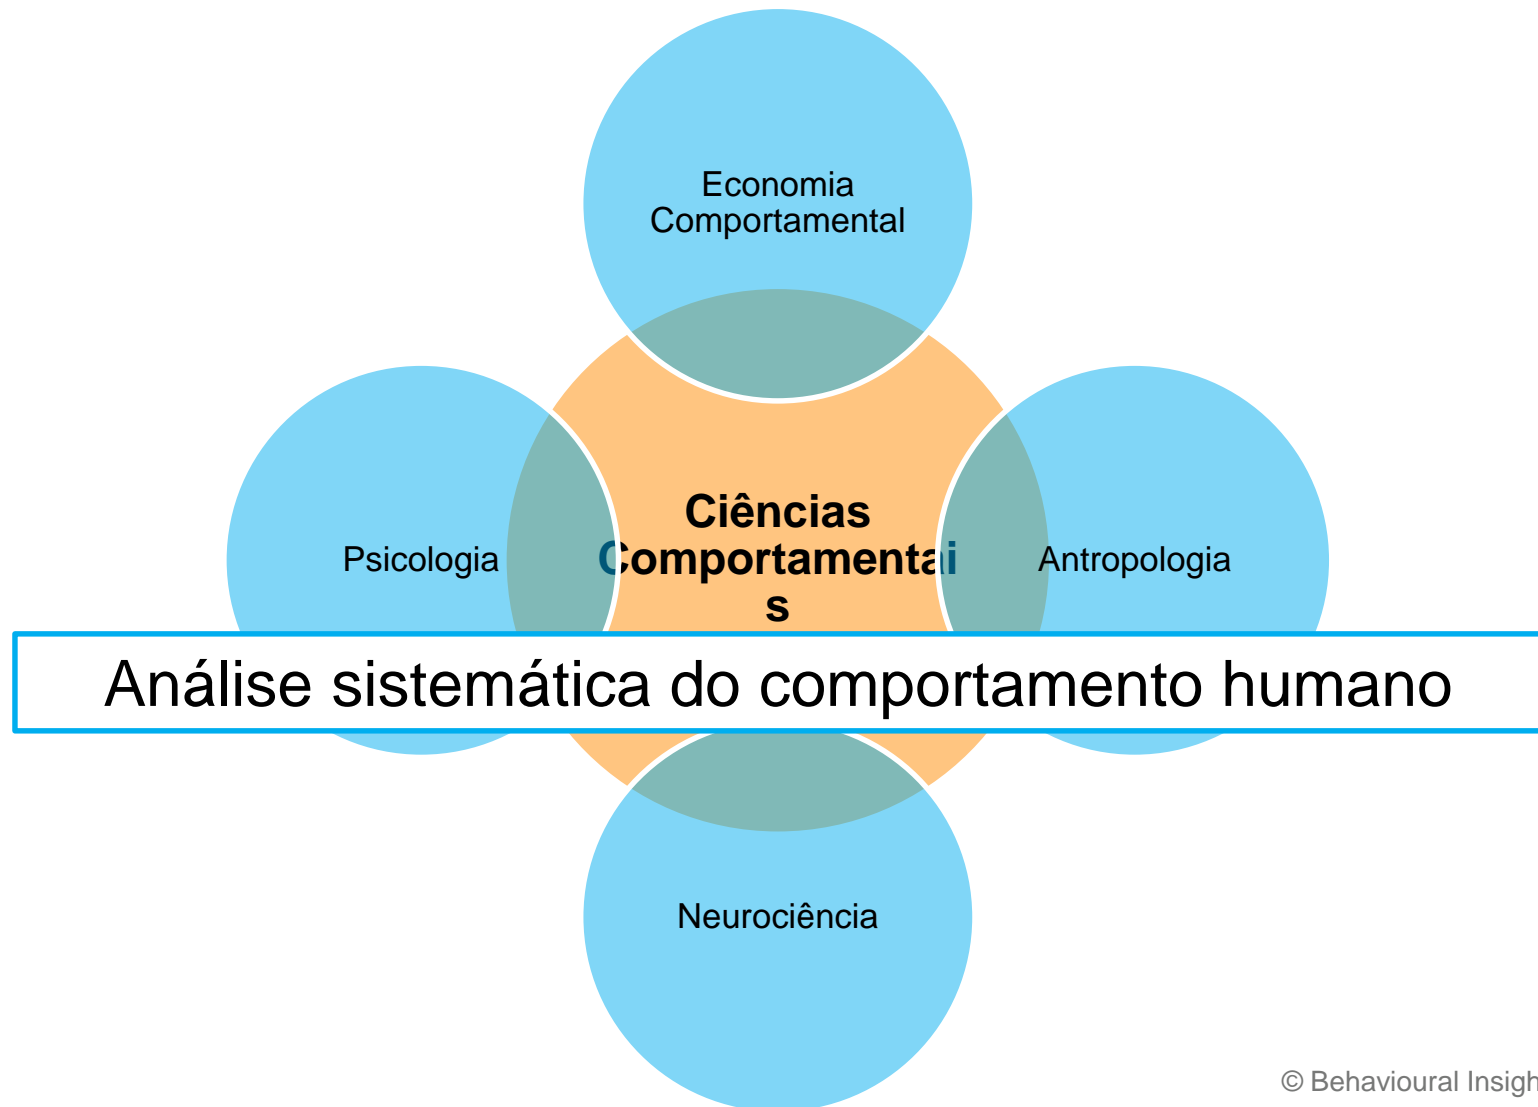 Economia
Comportamental
Ciências
Comportamentai
s
Psicologia
Antropologia
Análise sistemática do comportamento humano
Neurociência
© Behavioural Insigh